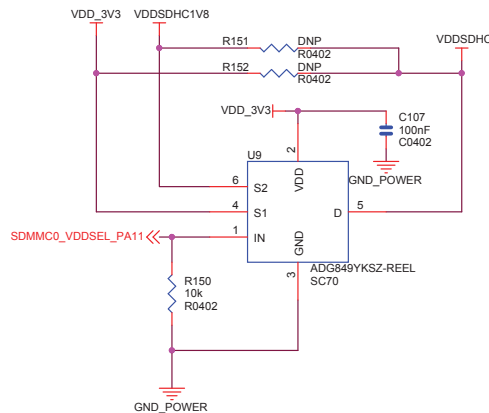 VDD_3V3 VDDSDHC1V8
R151 DNP
R0402
VDDSDHC
R152 DNP
R0402
VDD_3V3
C107
100nF
C0402
U9
2
VDD
GND_POWER
6 S2
4 S1
D 5
SDMMC0_VDDSEL_PA11 1 IN
GND
3
ADG849YKSZ-REEL
SC70
R150
10k
R0402
GND_POWER